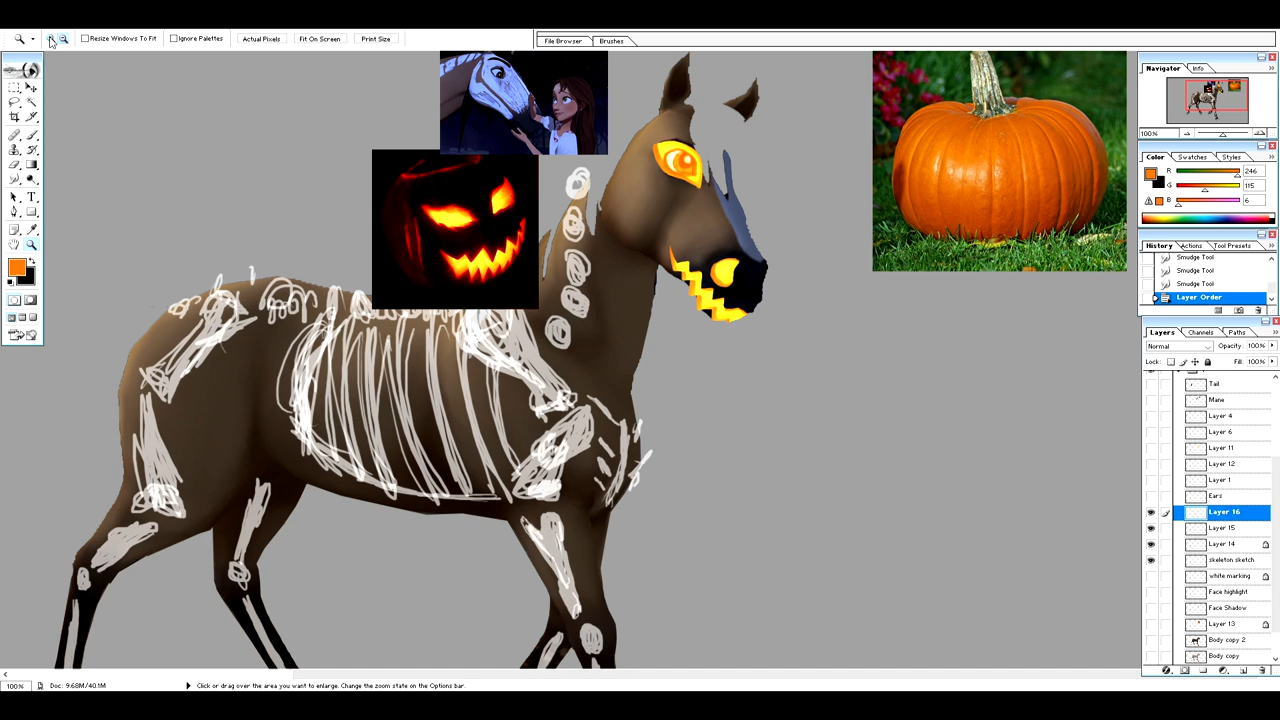 Resize Windows To Fit
Ignore Palettes
Actual Pixels
Fit On Screen
Print Size
File Browser
Brushes
Navigator
Info
100%
Color
Swatches
Styles
R 246
G 115
B 6
History
Actions
Tool Presets
Smudge Tool
Smudge Tool
Smudge Tool
Layer Order
Layers
Channels
Paths
Normal
Opacity: 100%
Lock:
Fill: 100%
Tail
Mane
Layer 4
Layer 6
Layer 11
Layer 12
Layer 1
Ears
Layer 16
Layer 15
Layer 14
skeleton sketch
white marking
Face highlight
Face Shadow
Layer 13
Body copy 2
Body copy
100%
Doc: 9.68M/40.1M
Click or drag over the area you want to enlarge. Change the zoom state on the Options bar.